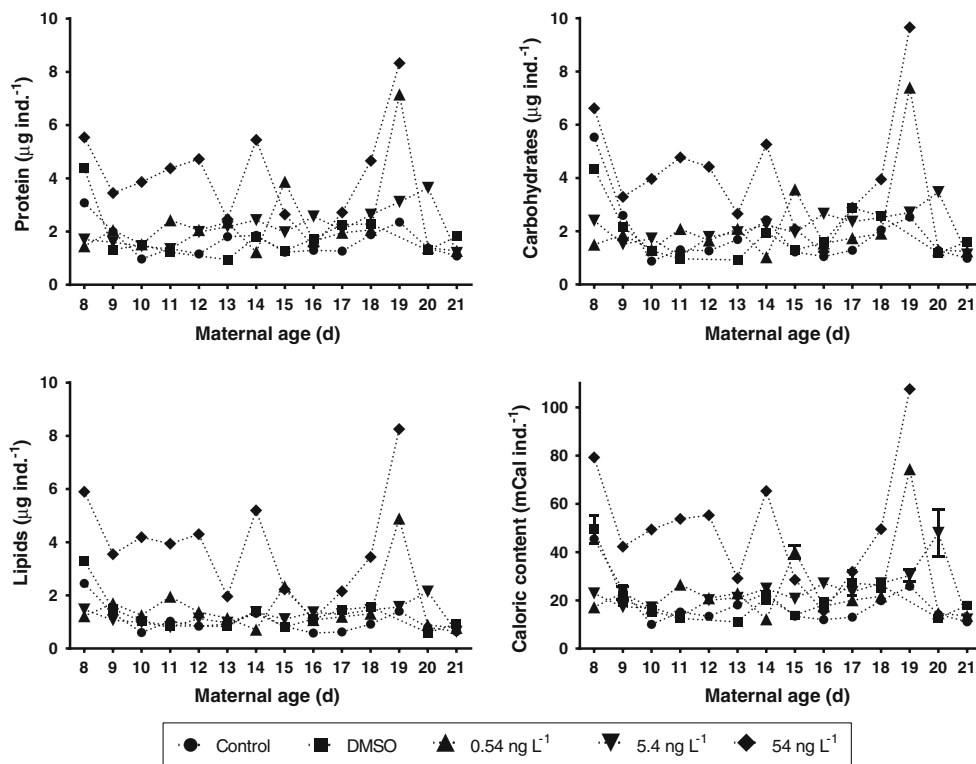 10
8
6
4
2
0
Protein (µg ind.-1)
8 9 10 11 12 13 14 15 16 17 18 19 20 21
Maternal age (d)
10
8
6
4
2
0
Carbohydrates (µg ind.-1)
8 9 10 11 12 13 14 15 16 17 18 19 20 21
Maternal age (d)
10
8
6
4
2
0
Lipids (µg ind.-1)
8 9 10 11 12 13 14 15 16 17 18 19 20 21
Maternal age (d)
100
80
60
40
20
0
Caloric content (mCal ind.-1)
8 9 10 11 12 13 14 15 16 17 18 19 20 21
Maternal age (d)
Control DMSO 0.54 ng L-1 5.4 ng L-1 54 ng L-1